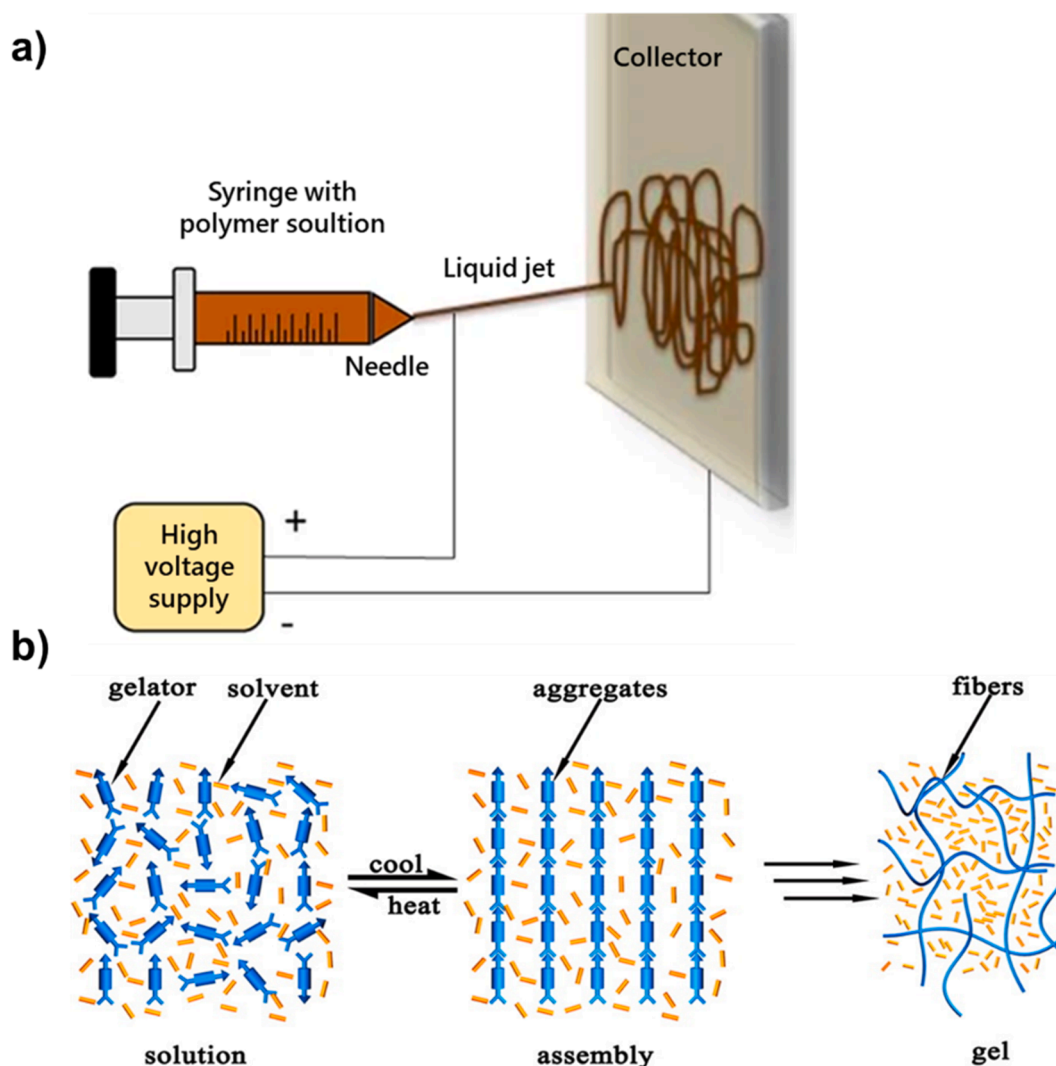 a)
Collector
Syringe with
polymer soultion
Liquid jet
Needle
High
voltage
supply
+
-
b)
gelator
solvent
aggregates
fibers
cool
heat
solution
assembly
gel